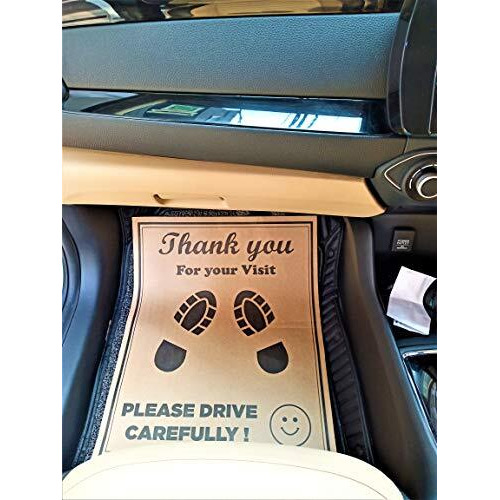 Thank you
For your Visit
PLEASE DRIVE
CAREFULLY !